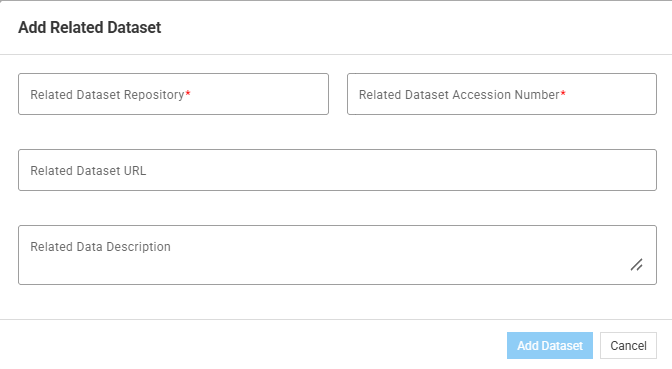 Add Related Dataset
Related Dataset Repository*
Related Dataset Accession Number*
Related Dataset URL
Related Data Description
Add Dataset
Cancel